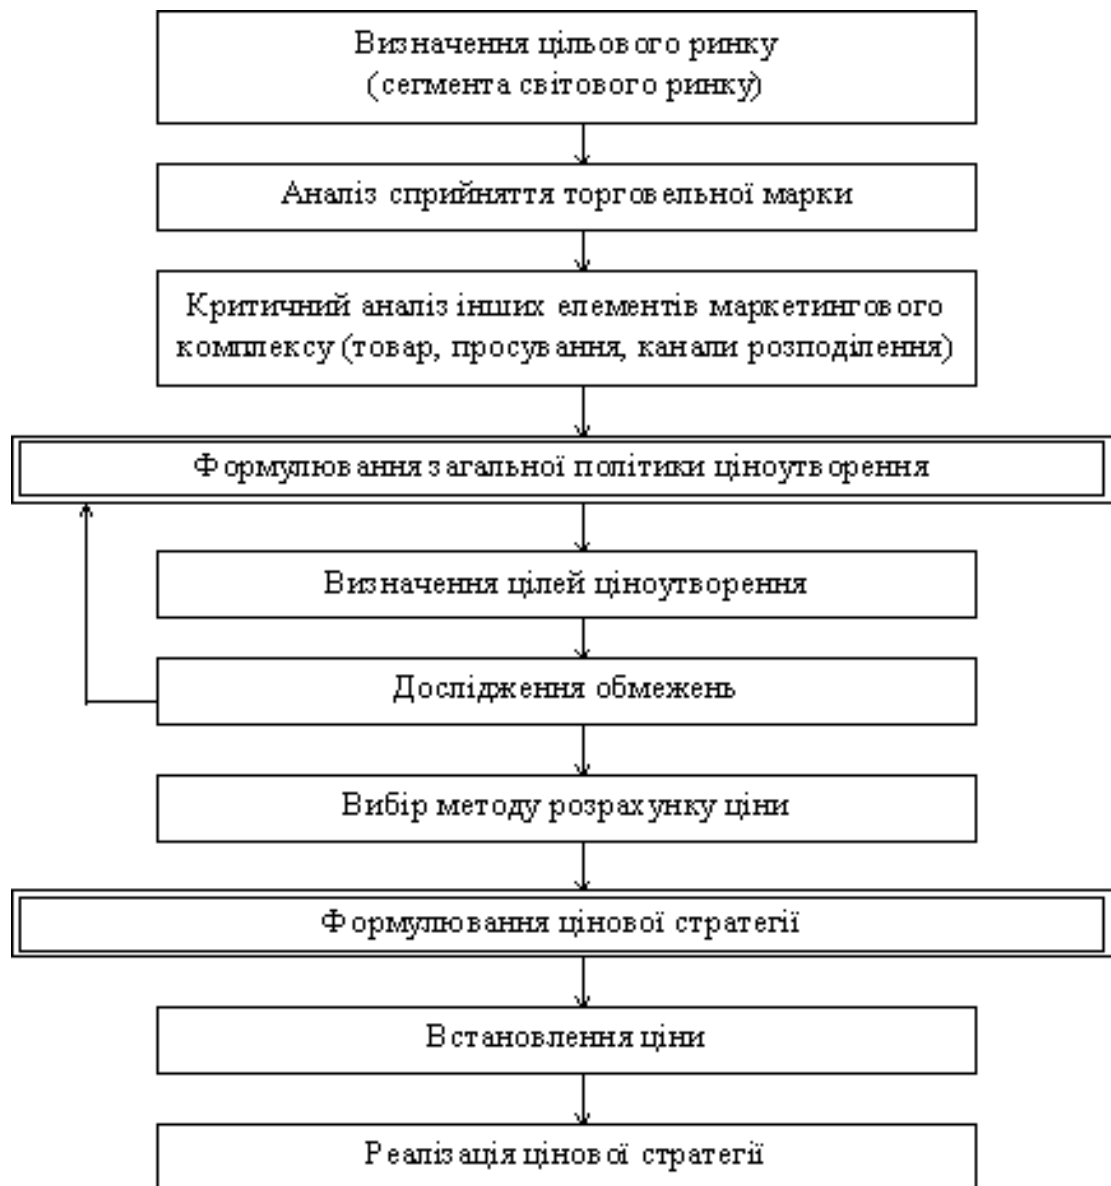 Визначення цільового ринку
(сегмента світового ринку)
Аналіз сприйняття торговельної марки
Критичний аналіз інших елементів маркетингового
комплексу (товар, просування, канали розподілення)
Формулювання загальної політики ціноутворення
Визначення цілей ціноутворення
Дослідження обмежень
Вибір методу розрахунку ціни
Формулювання цінової стратегії
Встановлення ціни
Реалізація цінової стратегії